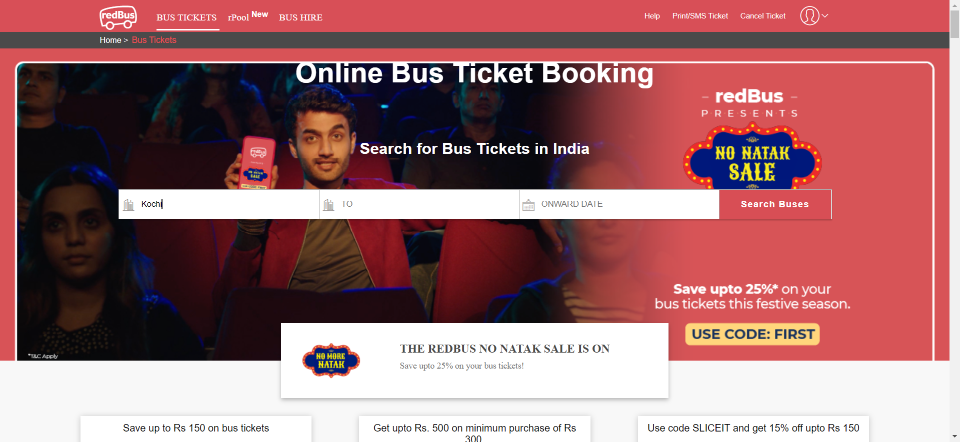 redBus
BUS TICKETS
rPool New
BUS HIRE
Help
Print/SMS Ticket
Cancel Ticket
Home > Bus Tickets
Online Bus Ticket Booking
redBus
PRESENTS
NO NATAK
SALE
Search for Bus Tickets in India
redBus
NO NATAK
SALE
Kochi
TO
ONWARD DATE
Search Buses
Save upto 25%* on your
bus tickets this festive season.
USE CODE: FIRST
*T&C Apply
NO MORE
NATAK
THE REDBUS NO NATAK SALE IS ON
Save upto 25% on your bus tickets!
Save up to Rs 150 on bus tickets
Get upto Rs. 500 on minimum purchase of Rs
300
Use code SLICEIT and get 15% off upto Rs 150